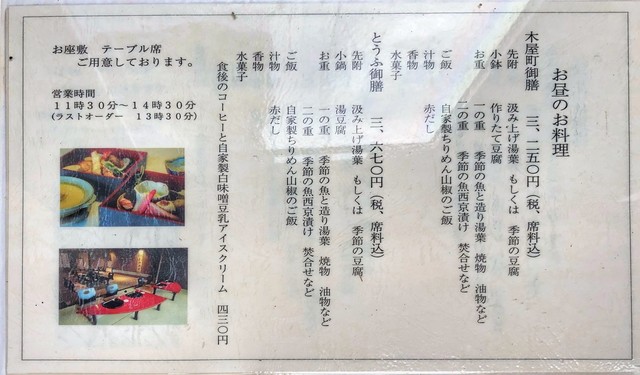 お昼のお料理
木屋町御膳　三、二五〇円（税、席料込）
先附　汲み上げ湯葉　もしくは　季節の豆腐
小鉢　作りたて豆腐
お重　一の重　季節の魚と造り湯葉　焼物　油物など
二の重　季節の魚西京漬け　焚合せなど
ご飯　自家製ちりめん山椒のご飯
汁物　赤だし
香物
水菓子
とうふ御膳　三、六七〇円（税、席料込）
先附　汲み上げ湯葉　もしくは　季節の豆腐
小鍋　湯豆腐
お重　一の重　季節の魚と造り湯葉　焼物　油物など
二の重　季節の魚西京漬け　焚合せなど
ご飯　自家製ちりめん山椒のご飯
汁物　赤だし
香物
水菓子
食後のコーヒーと自家製白味噌豆乳アイスクリーム　四三〇円
お座敷　テーブル席
ご用意しております。
営業時間
11時30分～14時30分
(ラストオーダー　13時30分)